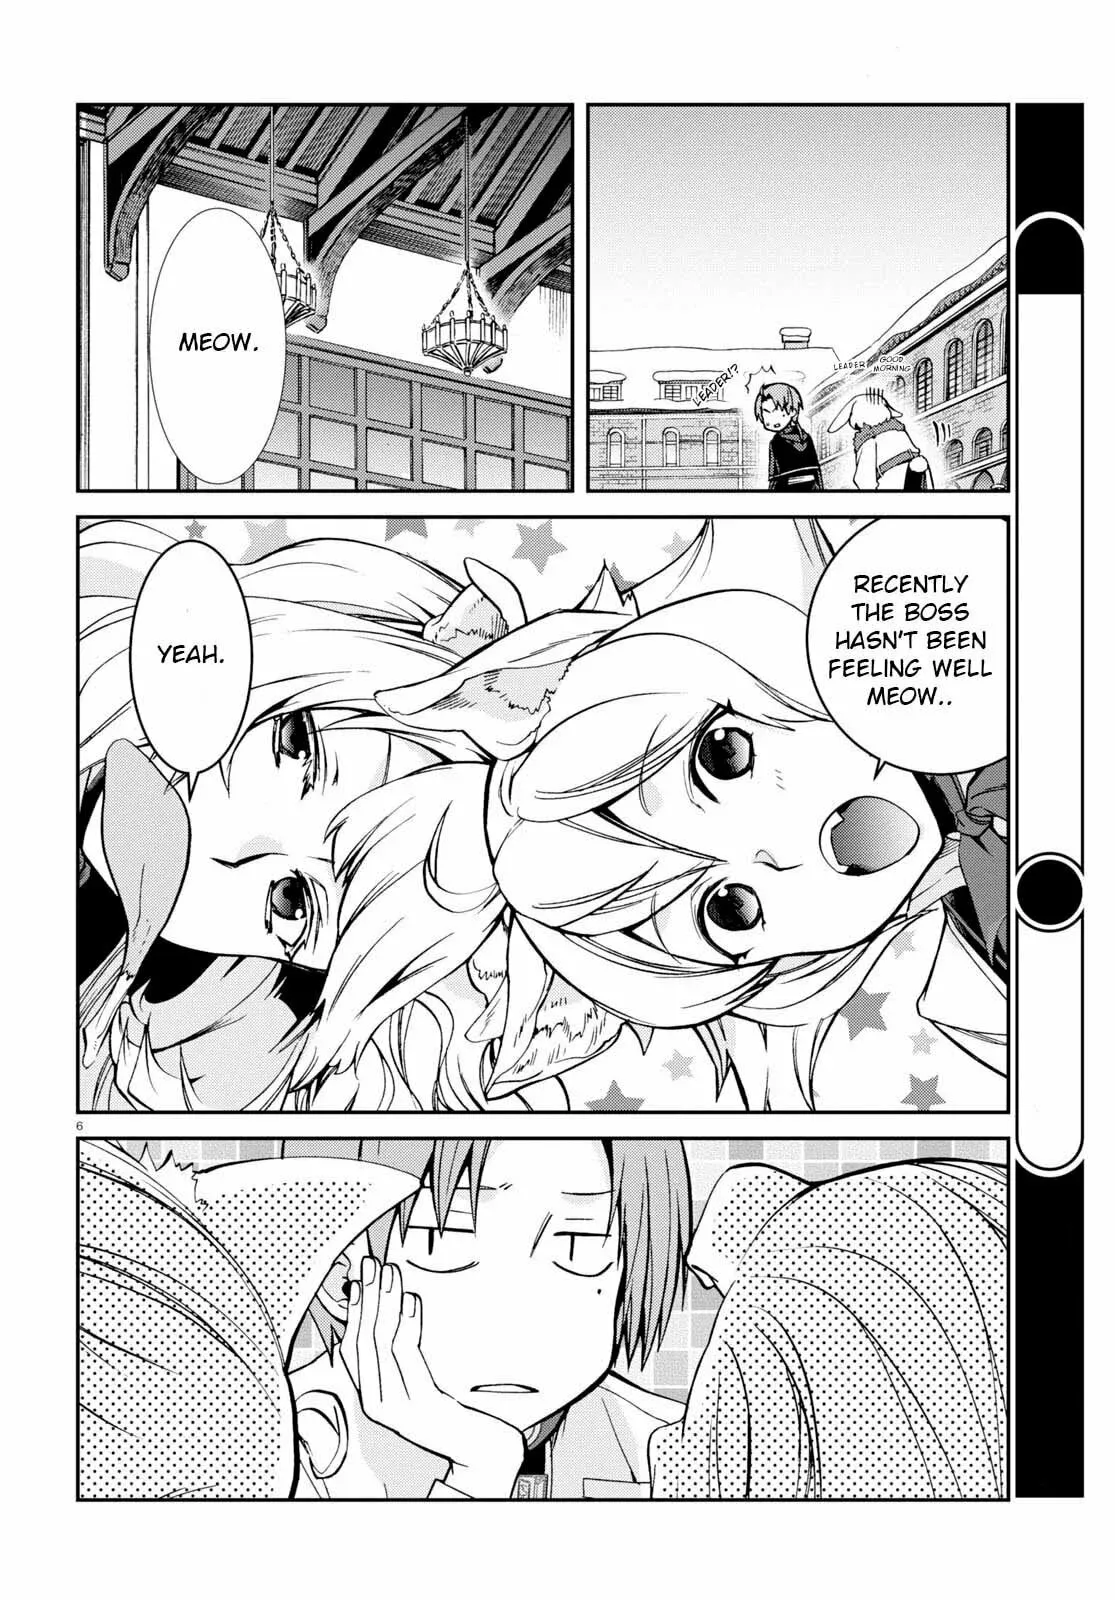 GOOD
MORNING
LEADER
LEADER!?
MEOW.
RECENTLY
THE BOSS
HASN'T BEEN
FEELING WELL
MEOW..
YEAH.
6